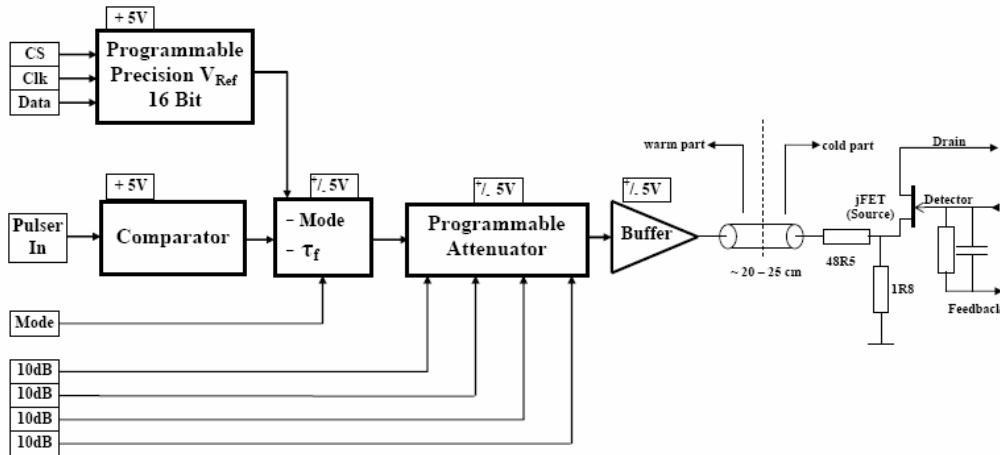 + 5V
CS
Clk
Data
Programmable
Precision VRef
16 Bit
warm part
cold part
Drain
+ 5V
+/- 5V
+/- 5V
+/- 5V
jFET
(Source)
Detector
Pulser
In
Comparator
- Mode
- τf
Programmable
Attenuator
Buffer
~ 20 – 25 cm
48R5
1R8
Feedback
Mode
10dB
10dB
10dB
10dB